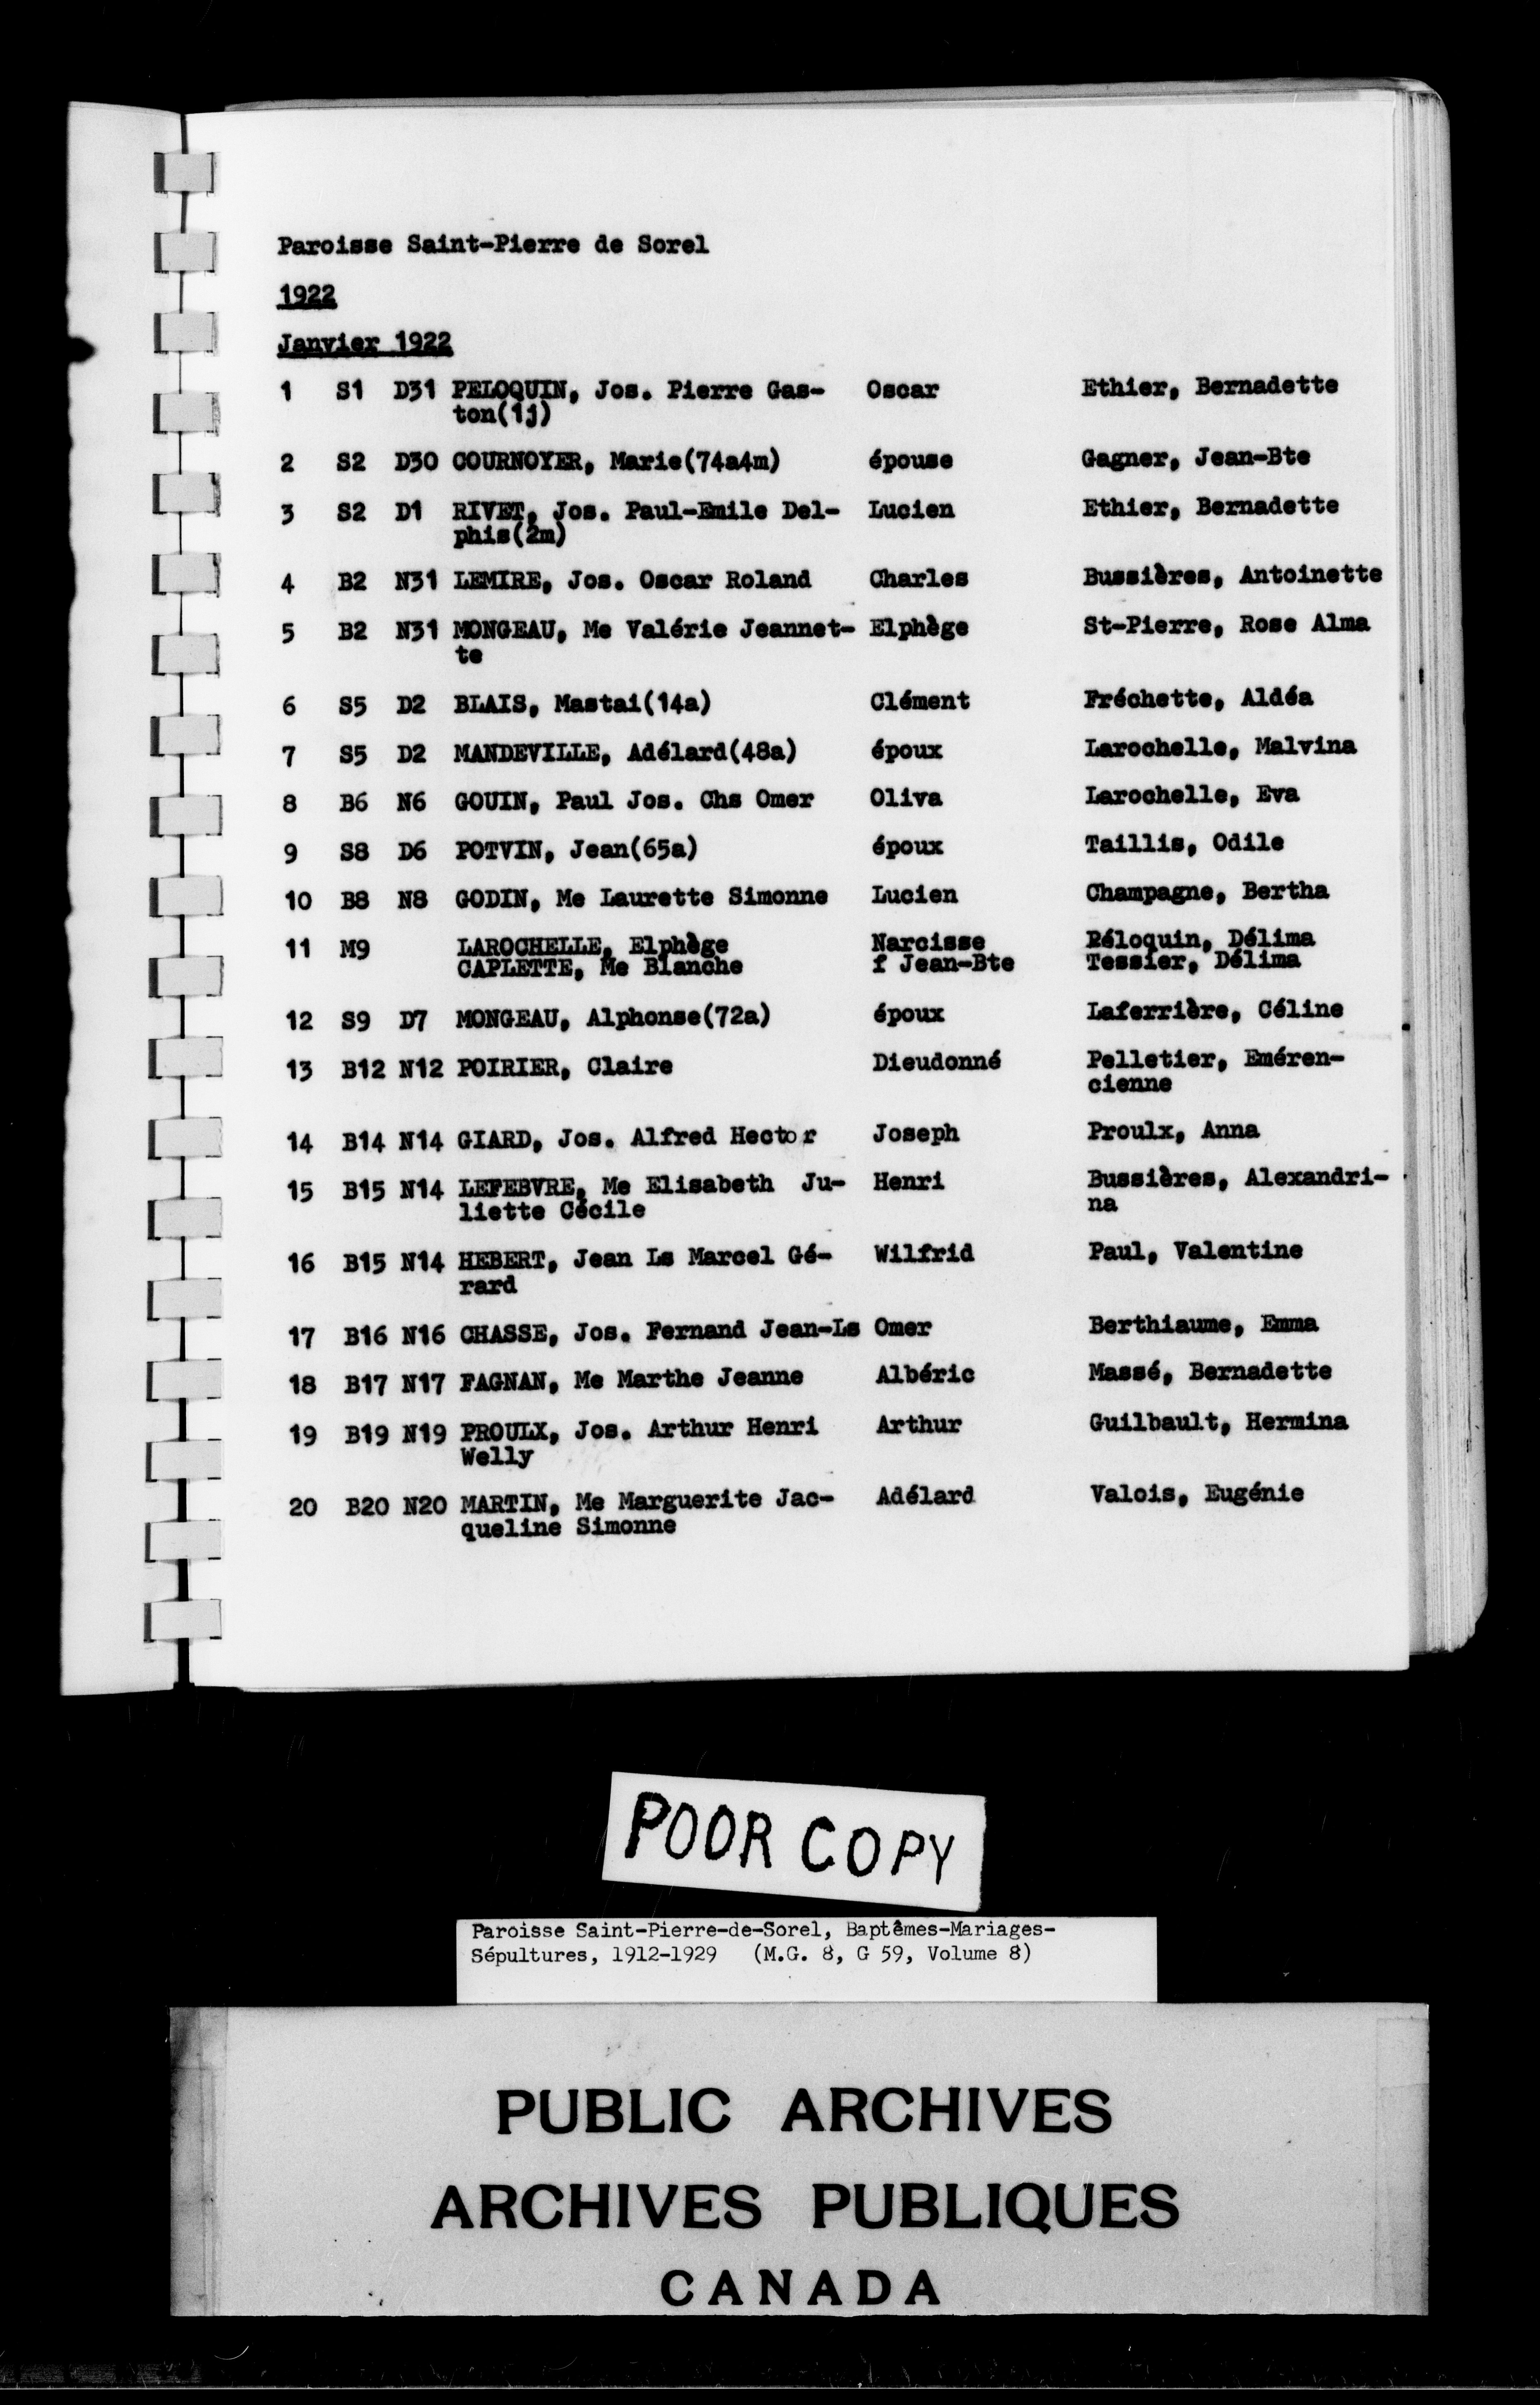 Paroisse Saint-Pierre de Sorel
1922
Janvier 1922
1 S1 D31 PELOQUIN, Jos. Pierre Gas- Oscar Ethier, Bernadette
ton(1j)
2 S2 D30 COURNOYER, Marie(74a4m) épouse Gagner, Jean-Bte
3 S2 D1 RIVET, Jos. Paul-Emile Del- Lucien Ethier, Bernadette
phis(2m)
4 B2 N31 LEMIRE, Jos. Oscar Roland Charles Bussières, Antoinette
5 B2 N31 MONGEAU, Me Valérie Jeannet- Elphège St-Pierre, Rose Alma
te
6 S5 D2 BLAIS, Mastai(14a) Clément Fréchette, Aldéa
7 S5 D2 MANDEVILLE, Adélard(48a) époux Larochelle, Malvina
8 B6 N6 GOUIN, Paul Jos. Chs Omer Oliva Larochelle, Eva
9 S8 D6 POTVIN, Jean(65a) époux Taillis, Odile
10 B8 N8 GODIN, Me Laurette Simonne Lucien Champagne, Bertha
11 M9 LAROCHELLE, Elphège Narcisse Péloquin, Délima
CAPLETTE, Me Blanche f Jean-Bte Tessier, Délima
12 S9 D7 MONGEAU, Alphonse(72a) époux Laferrière, Céline
13 B12 N12 POIRIER, Claire Dieudonné Pelletier, Eméren-
cienne
14 B14 N14 GIARD, Jos. Alfred Hector Joseph Proulx, Anna
15 B15 N14 LEFEBVRE, Me Elisabeth Ju- Henri Bussières, Alexandri-
liette Cécile na
16 B15 N14 HEBERT, Jean Ls Marcel Gé- Wilfrid Paul, Valentine
rard
17 B16 N16 CHASSE, Jos. Fernand Jean-Ls Omer Berthiaume, Emma
18 B17 N17 FAGNAN, Me Marthe Jeanne Albéric Massé, Bernadette
19 B19 N19 PROULX, Jos. Arthur Henri Arthur Guilbault, Hermina
Welly
20 B20 N20 MARTIN, Me Marguerite Jac- Adélard Valois, Eugénie
queline Simonne
POOR COPY
Paroisse Saint-Pierre-de-Sorel, Baptêmes-Mariages-
Sépultures, 1912-1929 (M.G. 8, G 59, Volume 8)
PUBLIC ARCHIVES
ARCHIVES PUBLIQUES
CANADA